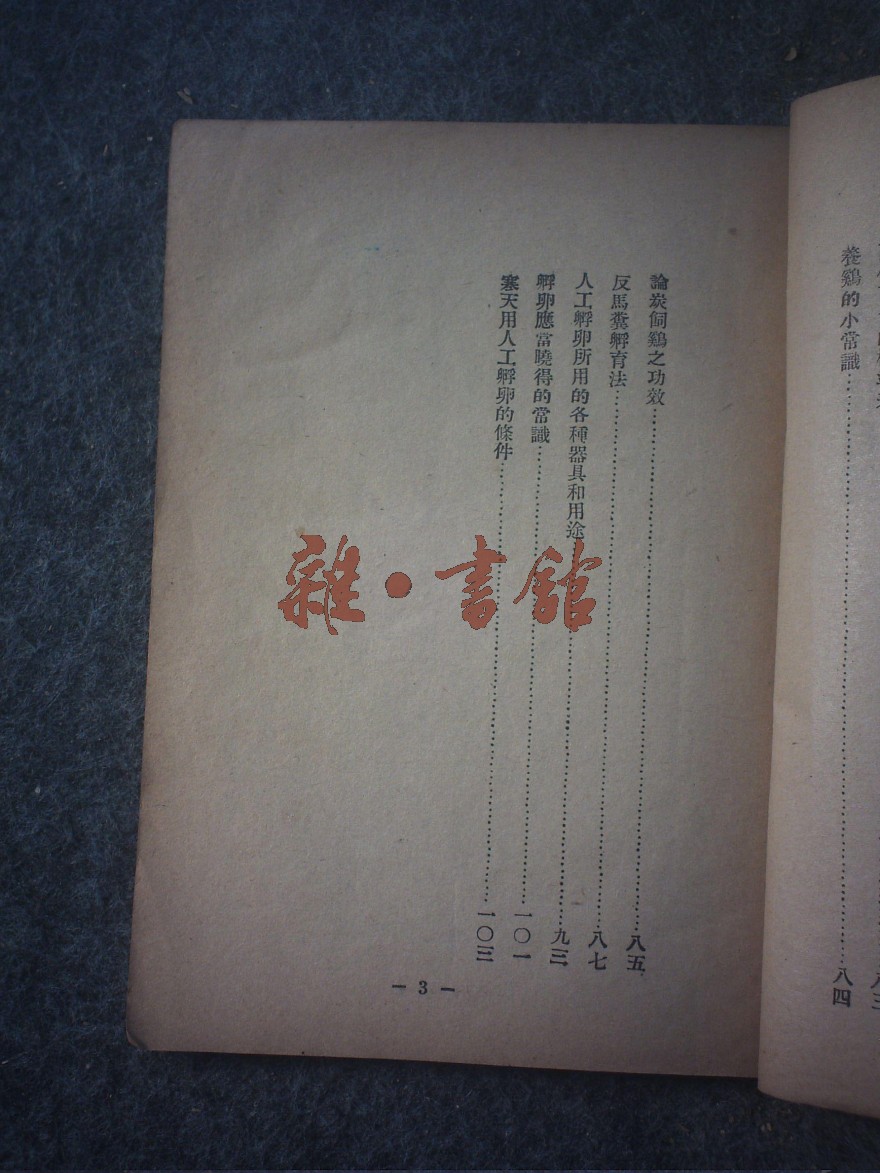 養鷄的小常識……八四
論炭飼鷄之功效……八五
反馬糞孵育法……八七
人工孵卵所用的各種器具和用途……九三
孵卵應當曉得的常識……一〇一
寒天用人工孵卵的條件……一〇三
— 3 —
雜·書館